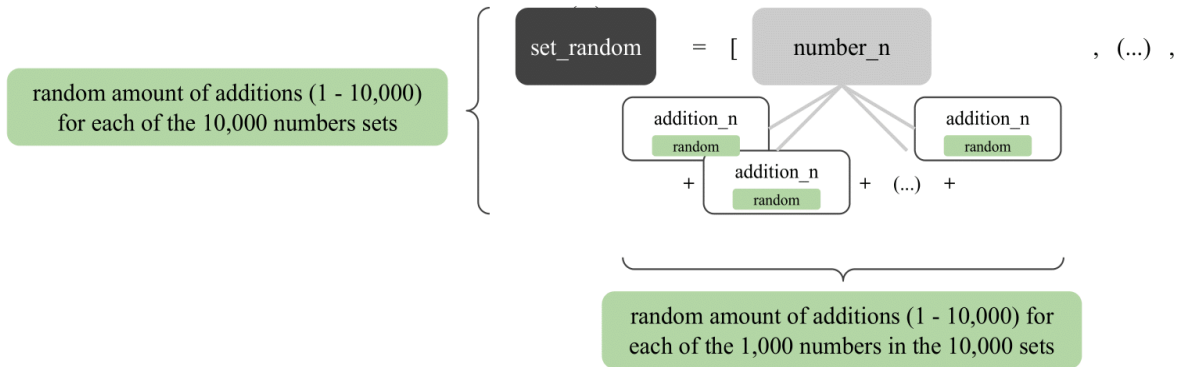 set_random = [ number_n , (...) ,
random amount of additions (1 - 10,000)
for each of the 10,000 numbers sets
addition_n
random
addition_n
random
+ addition_n + (...) +
random
random amount of additions (1 - 10,000) for
each of the 1,000 numbers in the 10,000 sets